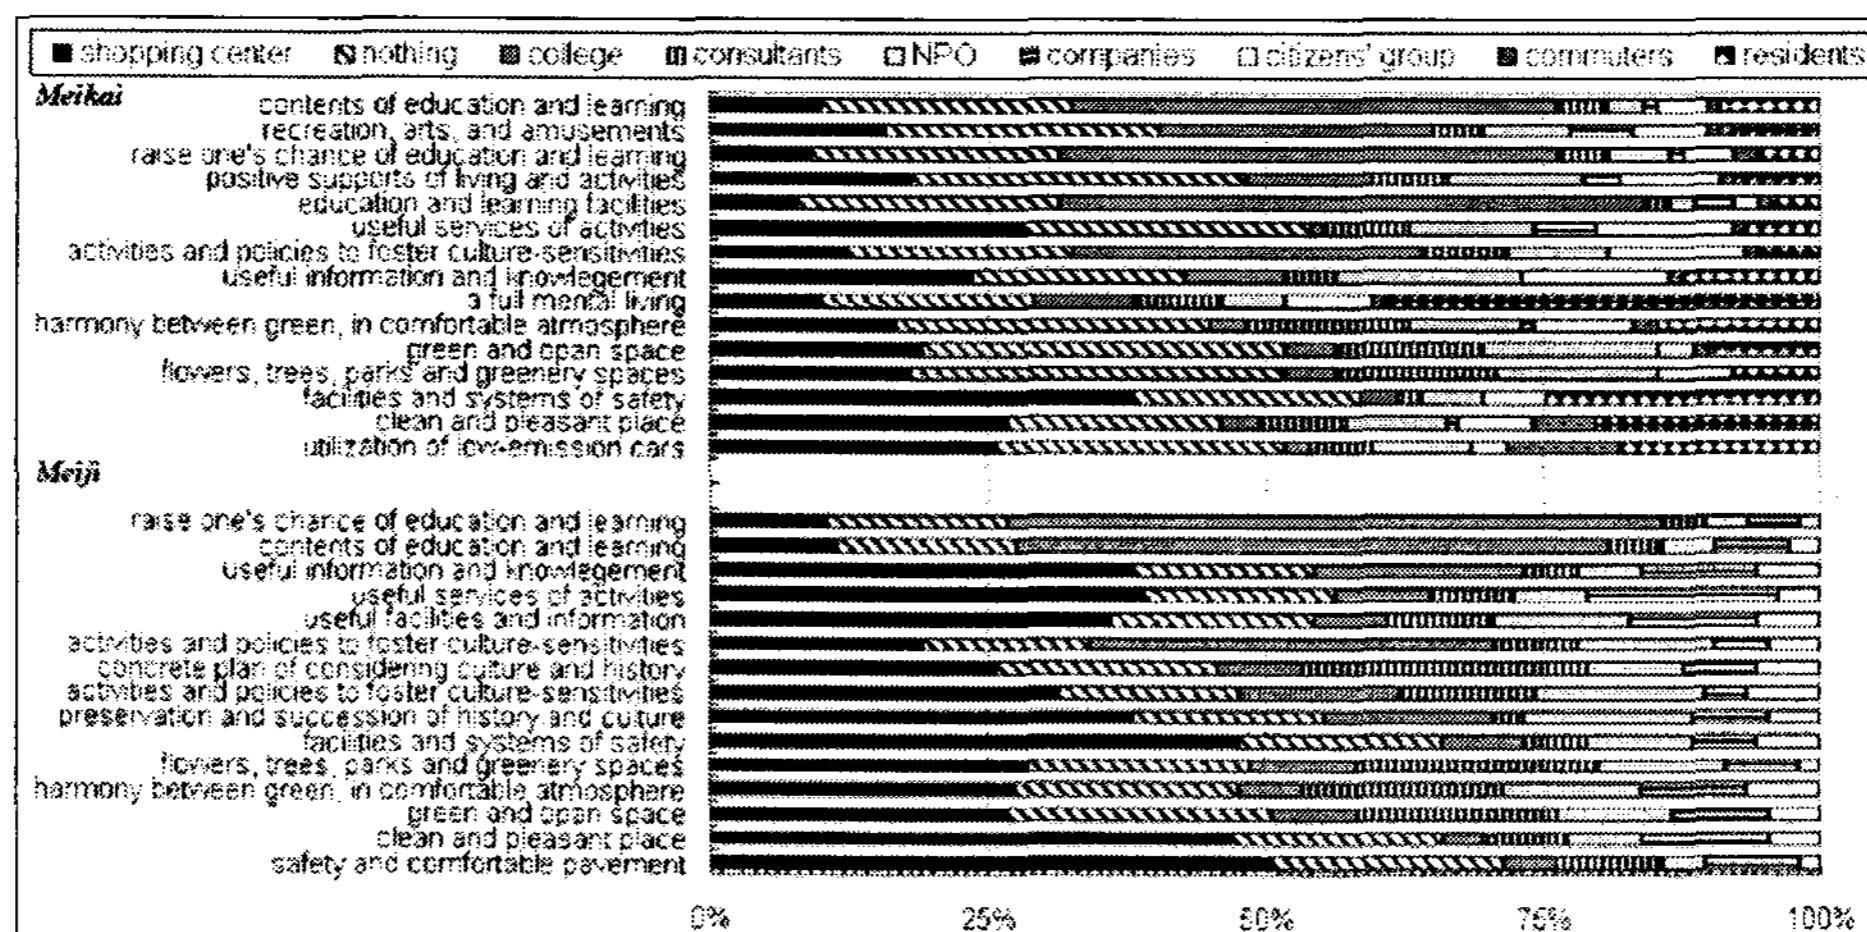 shopping center nothing college consultants NPO companies citizens' group commuters residents
Meikai
contents of education and learning
recreation, arts, and amusements
raise one's chance of education and learning
positive supports of living and activities
education and learning facilities
useful services of activities
activities and policies to foster culture-sensitivities
useful information and knowlegement
a full mental living
harmony between green, in comfortable atmosphere
green and opan space
flowers, trees, parks and greenery spaces
facilities and systems of safety
clean and pleasant place
utilization of low-emission cars
Meiji
raise one's chance of education and learning
contents of education and learning
useful information and knowlegement
useful services of activities
useful facilities and information
activities and policies to foster culture-sensitivities
concrete plan of considering culture and history
activities and policies to foster culture-sensitivities
preservation and succession of history and culture
facilities and systems of safety
flowers, trees, parks and greenery spaces
harmony between green, in comfortable atmosphere
green and opan space
clean and pleasant place
safety and comfortable pavement
0% 25% 50% 75% 100%